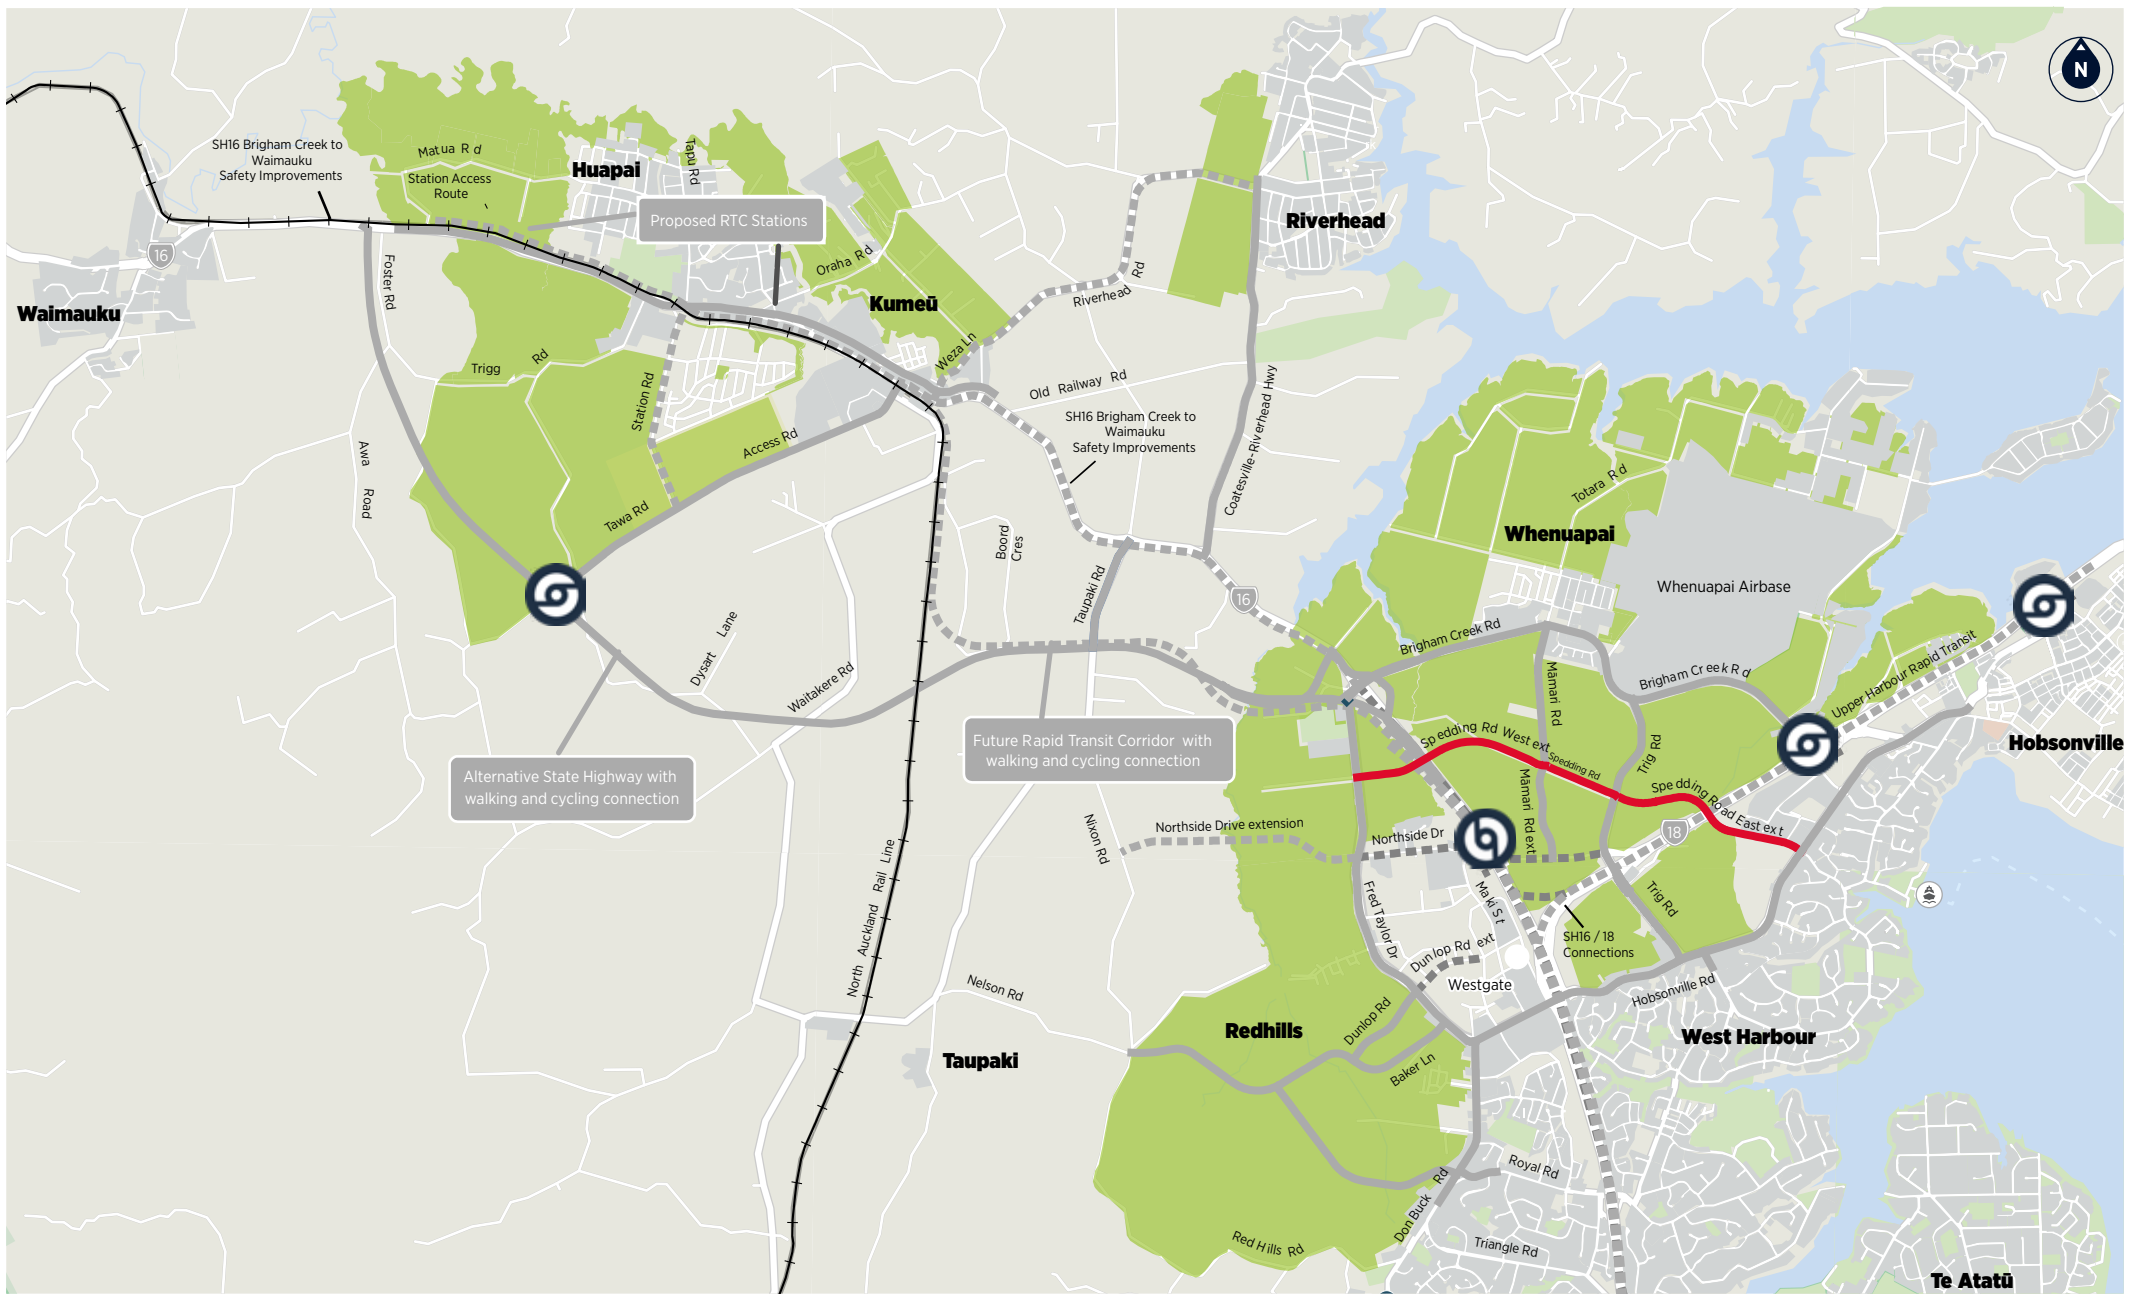 N
SH16 Brigham Creek to
Waimauku
Safety Improvements
Matua Rd
Station Access
Route
Huapai
Tapu Rd
Proposed RTC Stations
Riverhead
16
Waimauku
Foster Rd
Oraha Rd
Kumeū
Riverhead Rd
Weza Ln
Trigg Rd
Station Rd
Old Railway Rd
SH16 Brigham Creek to
Waimauku
Safety Improvements
Coatesville-Riverhead Hwy
Access Rd
Awa Road
Tawa Rd
Boord
Cres
Taupaki Rd
16
Totara Rd
Whenuapai
Whenuapai Airbase
Dysart Lane
Waitakere Rd
Brigham Creek Rd
Māmari Rd
Brigham Creek Rd
Upper Harbour Rapid Transit
Hobsonville
Future Rapid Transit Corridor with
walking and cycling connection
Alternative State Highway with
walking and cycling connection
Spedding Rd West ext
Spedding Rd
Trig Rd
Spedding Road East ext
Māmari Rd ext
18
Nixon Rd
Northside Drive extension
Northside Dr
North Auckland Rail Line
Fred Taylor Dr
Maki St
Trig Rd
SH16 / 18
Connections
Dunlop Rd ext
Westgate
Nelson Rd
Hobsonville Rd
Dunlop Rd
Redhills
Baker Ln
West Harbour
Taupaki
Royal Rd
Don Buck Rd
Red Hills Rd
Triangle Rd
Te Atatū